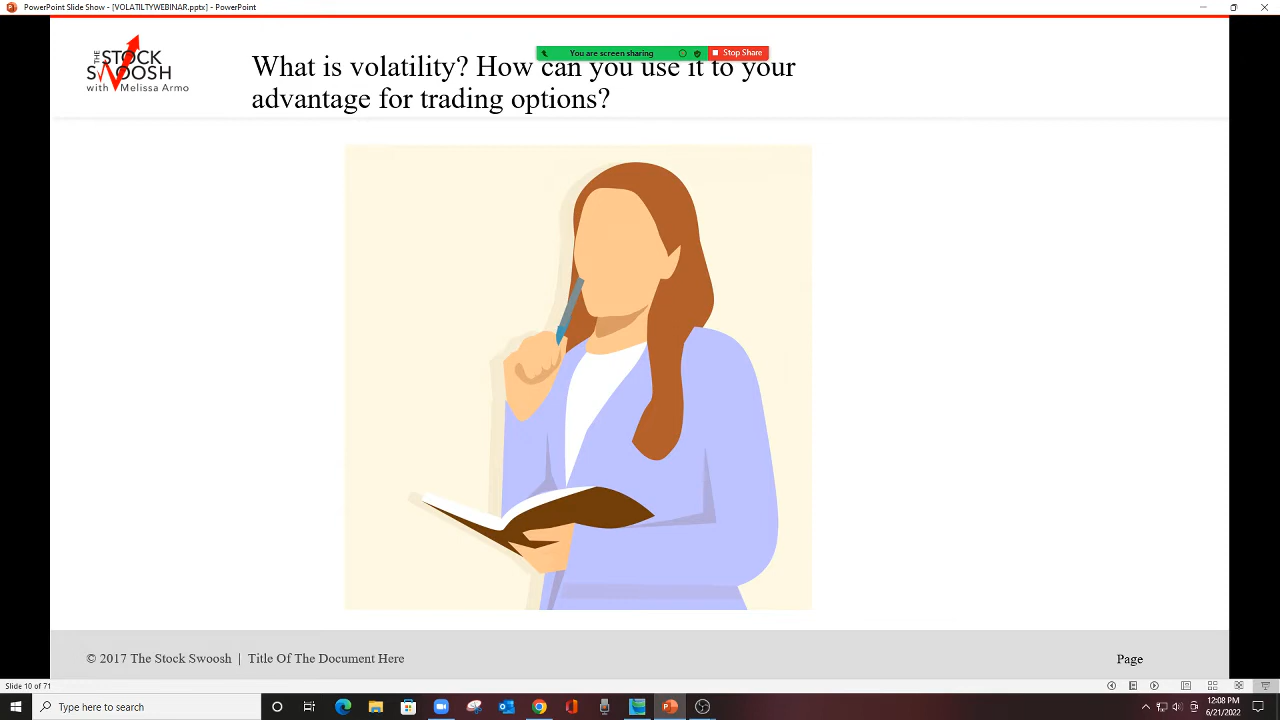 PowerPoint Slide Show - [VOLATILTYWEBINAR.pptx] - PowerPoint
You are screen sharing
Stop Share
THE
STOCK
SWOOSH
with Melissa Armo
What is volatility? How can you use it to your
advantage for trading options?
© 2017 The Stock Swoosh | Title Of The Document Here
Page
Slide 10 of 71
Type here to search
12:08 PM
6/21/2022